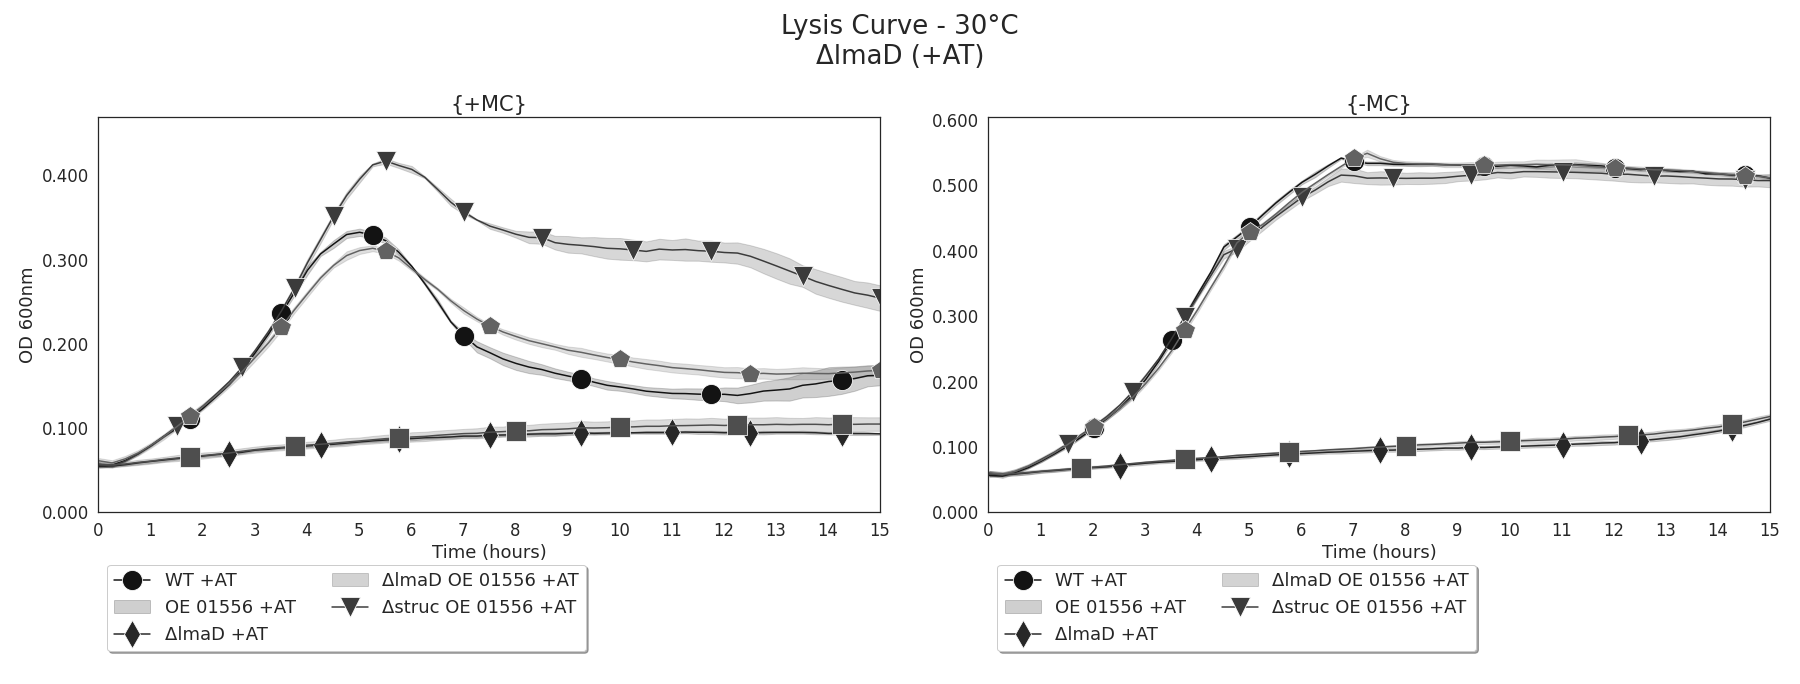 Lysis Curve - 30°C
ΔlmaD (+AT)
{+MC}
0.400
0.300
0.200
0.100
0.000
OD 600nm
0 1 2 3 4 5 6 7 8 9 10 11 12 13 14 15
Time (hours)
WT +AT
OE 01556 +AT
ΔlmaD +AT
ΔlmaD OE 01556 +AT
Δstruc OE 01556 +AT
{-MC}
0.600
0.500
0.400
0.300
0.200
0.100
0.000
OD 600nm
0 1 2 3 4 5 6 7 8 9 10 11 12 13 14 15
Time (hours)
WT +AT
OE 01556 +AT
ΔlmaD +AT
ΔlmaD OE 01556 +AT
Δstruc OE 01556 +AT